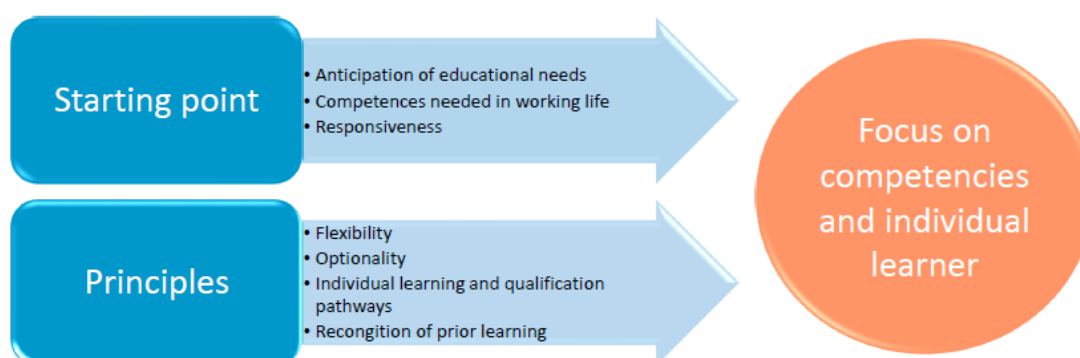 Starting point
• Anticipation of educational needs
• Competences needed in working life
• Responsiveness
Principles
• Flexibility
• Optionality
• Individual learning and qualification
pathways
• Recongition of prior learning
Focus on
competencies
and individual
learner